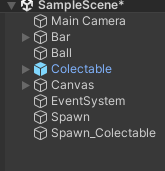 SampleScene*
Main Camera
Bar
Ball
Colectable
Canvas
EventSystem
Spawn
Spawn_Colectable